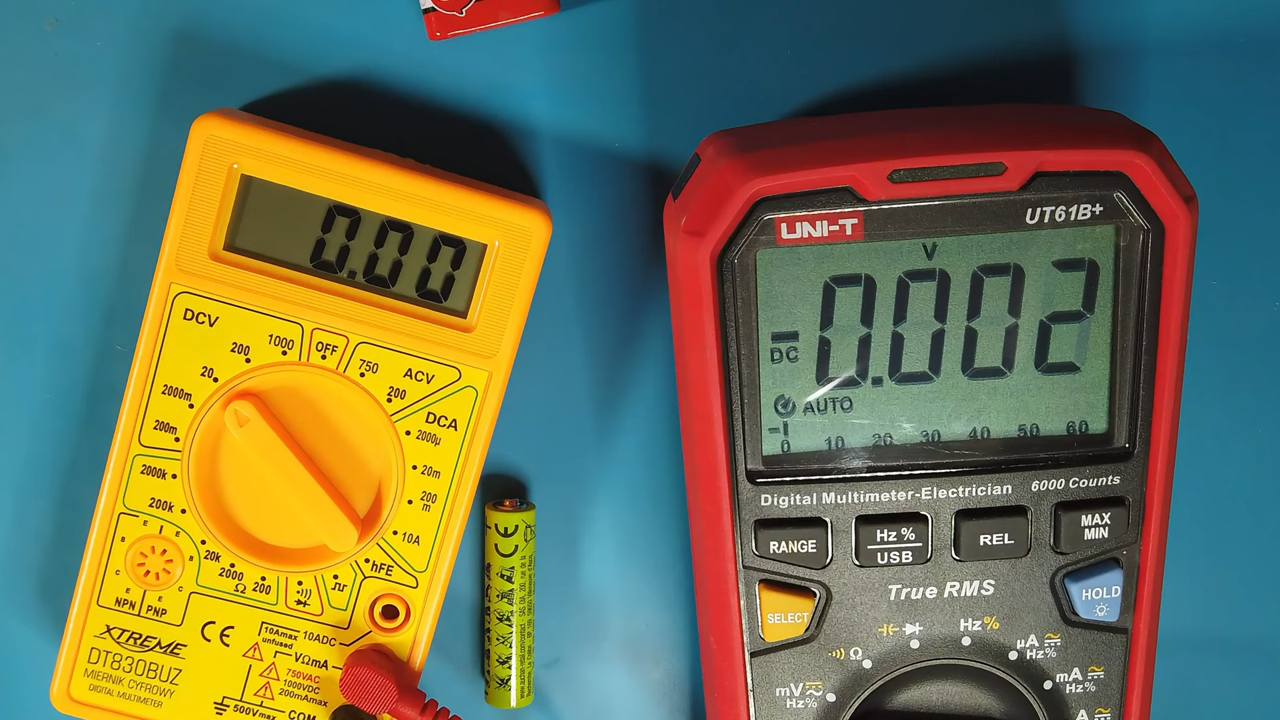 0.00
DCV
1000
OFF
750
ACV
200
20
2000m
200m
200
DCA
2000µ
20m
200
m
10A
2000k
200k
20k
2000
Ω
200
hFE
E
E
B
B
C
C
E
NPN
PNP
XTREME
CE
DT830BUZ
MIERNIK CYFROWY
DIGITAL MULTIMETER
10Amax
unfused
10ADC
VΩmA
750VAC
1000VDC
200mAmax
500Vmax
COM
CE
UNI-T
UT61B+
V
DC
-0.002
AUTO
0 10 20 30 40 50 60
Digital Multimeter-Electrician 6000 Counts
RANGE
Hz %
USB
REL
MAX
MIN
SELECT
True RMS
HOLD
Ω
Hz%
µA
Hz%
mV
Hz%
mA
Hz%
A